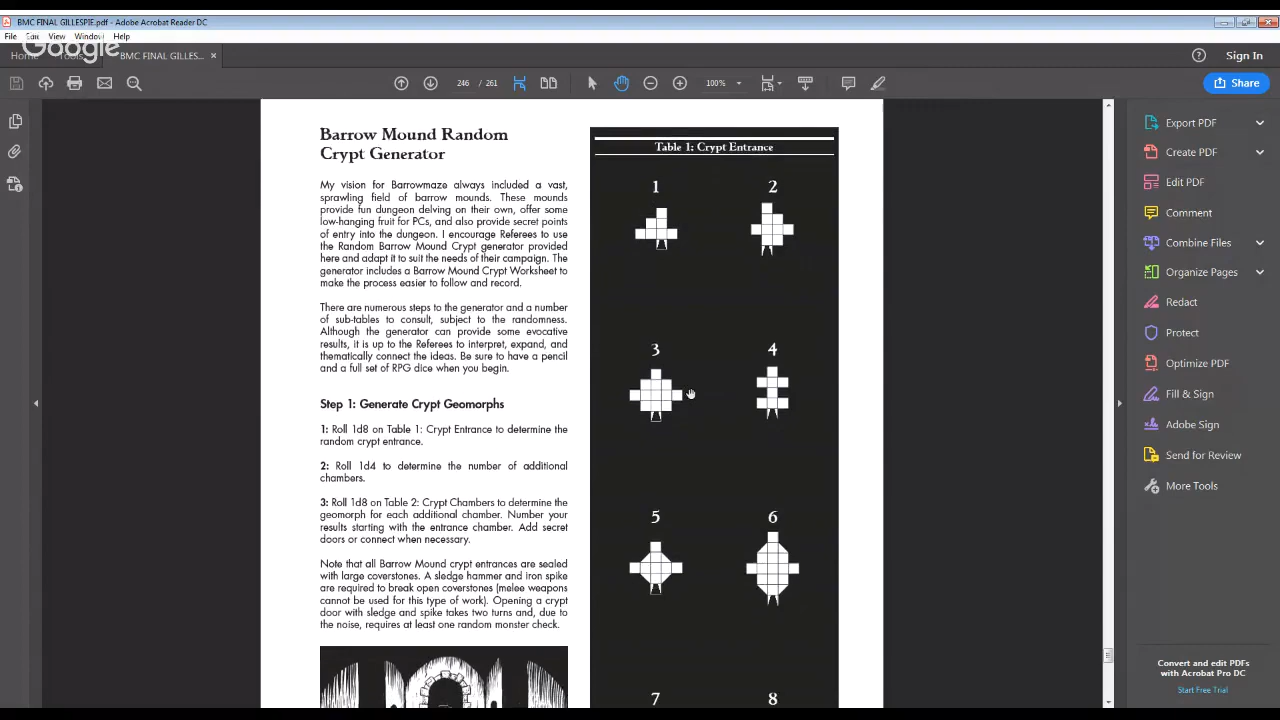 BMC FINAL GILLESPIE.pdf - Adobe Acrobat Reader DC
File Edit View Window Help
Google
Home Tools BMC FINAL GILLESP... × Sign In
246 / 261 100% Share
Barrow Mound Random
Crypt Generator
My vision for Barrowmaze always included a vast,
sprawling field of barrow mounds. These mounds
provide fun dungeon delving on their own, offer some
low-hanging fruit for PCs, and also provide secret points
of entry into the dungeon. I encourage Referees to use
the Random Barrow Mound Crypt generator provided
here and adapt it to suit the needs of their campaign. The
generator includes a Barrow Mound Crypt Worksheet to
make the process easier to follow and record.
There are numerous steps to the generator and a number
of sub-tables to consult, subject to the randomness.
Although the generator can provide some evocative
results, it is up to the Referees to interpret, expand, and
thematically connect the ideas. Be sure to have a pencil
and a full set of RPG dice when you begin.
Step 1: Generate Crypt Geomorphs
1: Roll 1d8 on Table 1: Crypt Entrance to determine the
random crypt entrance.
2: Roll 1d4 to determine the number of additional
chambers.
3: Roll 1d8 on Table 2: Crypt Chambers to determine the
geomorph for each additional chamber. Number your
results starting with the entrance chamber. Add secret
doors or connect when necessary.
Note that all Barrow Mound crypt entrances are sealed
with large coverstones. A sledge hammer and iron spike
are required to break open coverstones (melee weapons
cannot be used for this type of work). Opening a crypt
door with sledge and spike takes two turns and, due to
the noise, requires at least one random monster check.
Table 1: Crypt Entrance
1 2
3 4
5 6
7 8
Export PDF
Create PDF
Edit PDF
Comment
Combine Files
Organize Pages
Redact
Protect
Optimize PDF
Fill & Sign
Adobe Sign
Send for Review
More Tools
Convert and edit PDFs
with Acrobat Pro DC
Start Free Trial